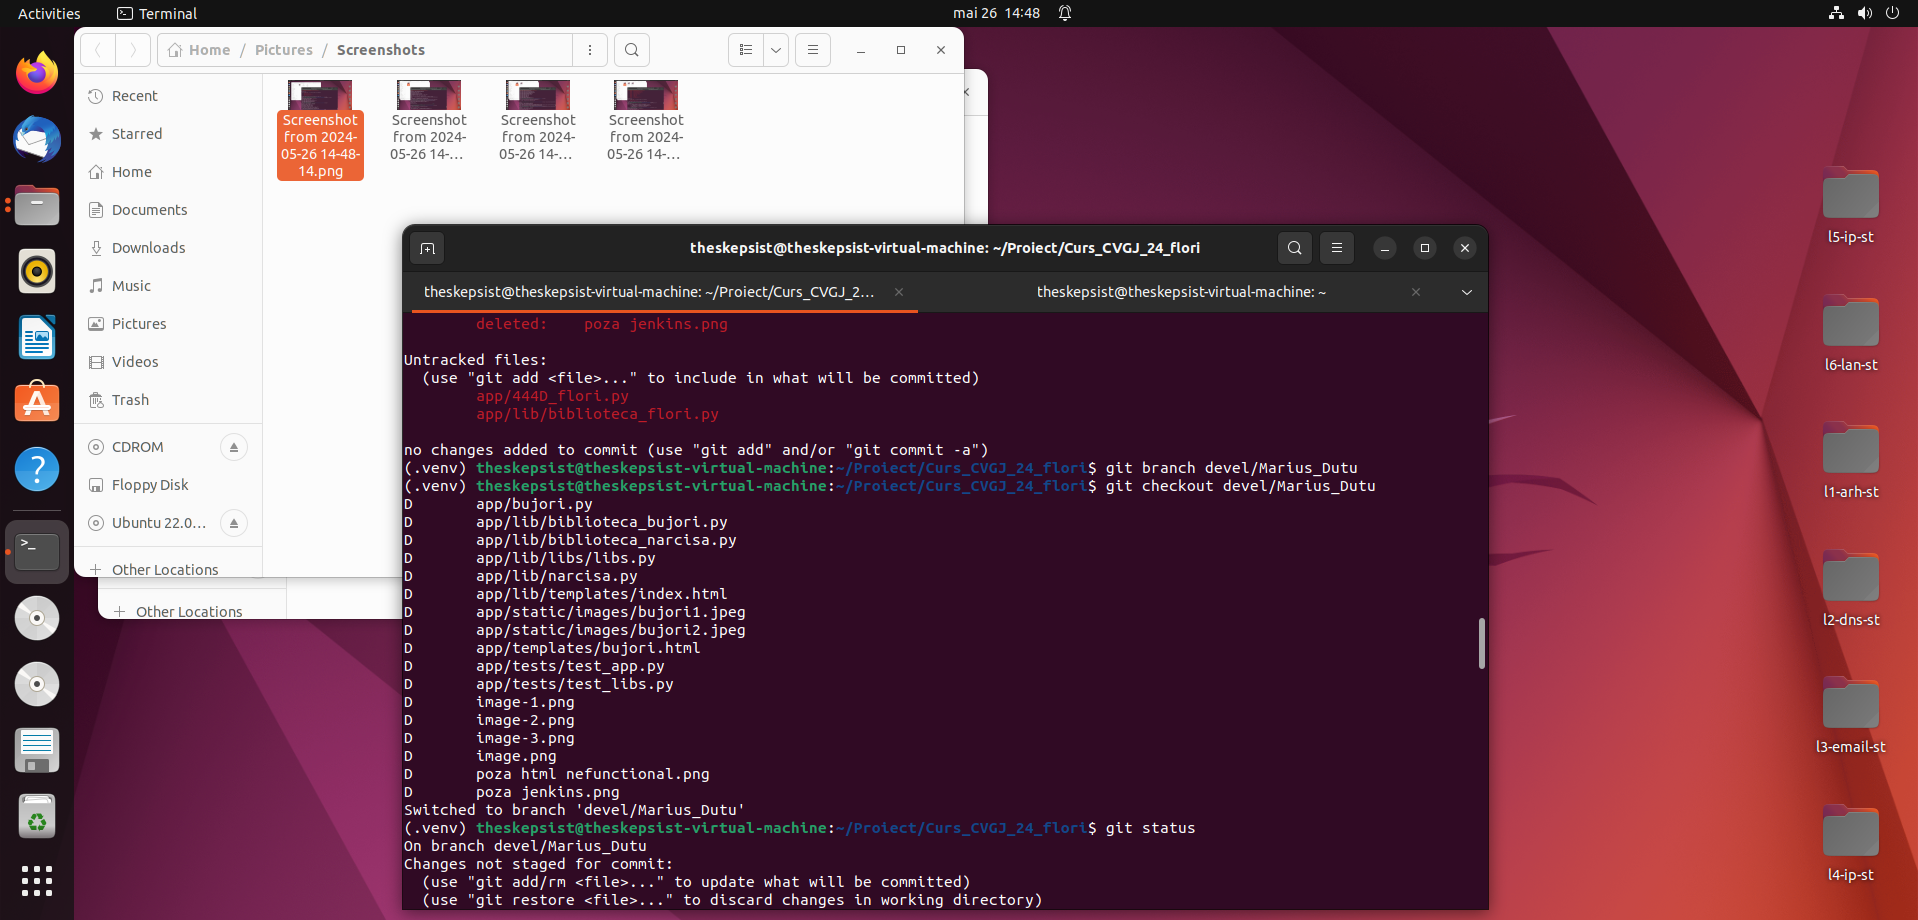 Activities
Terminal
mai 26 14:48
Home / Pictures / Screenshots
Recent
Starred
Home
Documents
Downloads
Music
Pictures
Videos
Trash
CDROM
Floppy Disk
Ubuntu 22.0...
+ Other Locations
+ Other Locations
Screenshot
from 2024-
05-26 14-48-
14.png
Screenshot
from 2024-
05-26 14-...
Screenshot
from 2024-
05-26 14-...
Screenshot
from 2024-
05-26 14-...
theskepsist@theskepsist-virtual-machine: ~/Proiect/Curs_CVGJ_24_flori
theskepsist@theskepsist-virtual-machine: ~/Proiect/Curs_CVGJ_2...
theskepsist@theskepsist-virtual-machine: ~
deleted: poza jenkins.png
Untracked files:
(use "git add <file>..." to include in what will be committed)
app/444D_flori.py
app/lib/biblioteca_flori.py
no changes added to commit (use "git add" and/or "git commit -a")
(.venv) theskepsist@theskepsist-virtual-machine:~/Proiect/Curs_CVGJ_24_flori$ git branch devel/Marius_Dutu
(.venv) theskepsist@theskepsist-virtual-machine:~/Proiect/Curs_CVGJ_24_flori$ git checkout devel/Marius_Dutu
D app/bujori.py
D app/lib/biblioteca_bujori.py
D app/lib/biblioteca_narcisa.py
D app/lib/libs/libs.py
D app/lib/narcisa.py
D app/lib/templates/index.html
D app/static/images/bujori1.jpeg
D app/static/images/bujori2.jpeg
D app/templates/bujori.html
D app/tests/test_app.py
D app/tests/test_libs.py
D image-1.png
D image-2.png
D image-3.png
D image.png
D poza html nefunctional.png
D poza jenkins.png
Switched to branch 'devel/Marius_Dutu'
(.venv) theskepsist@theskepsist-virtual-machine:~/Proiect/Curs_CVGJ_24_flori$ git status
On branch devel/Marius_Dutu
Changes not staged for commit:
(use "git add/rm <file>..." to update what will be committed)
(use "git restore <file>..." to discard changes in working directory)
l5-ip-st
l6-lan-st
l1-arh-st
l2-dns-st
l3-email-st
l4-ip-st